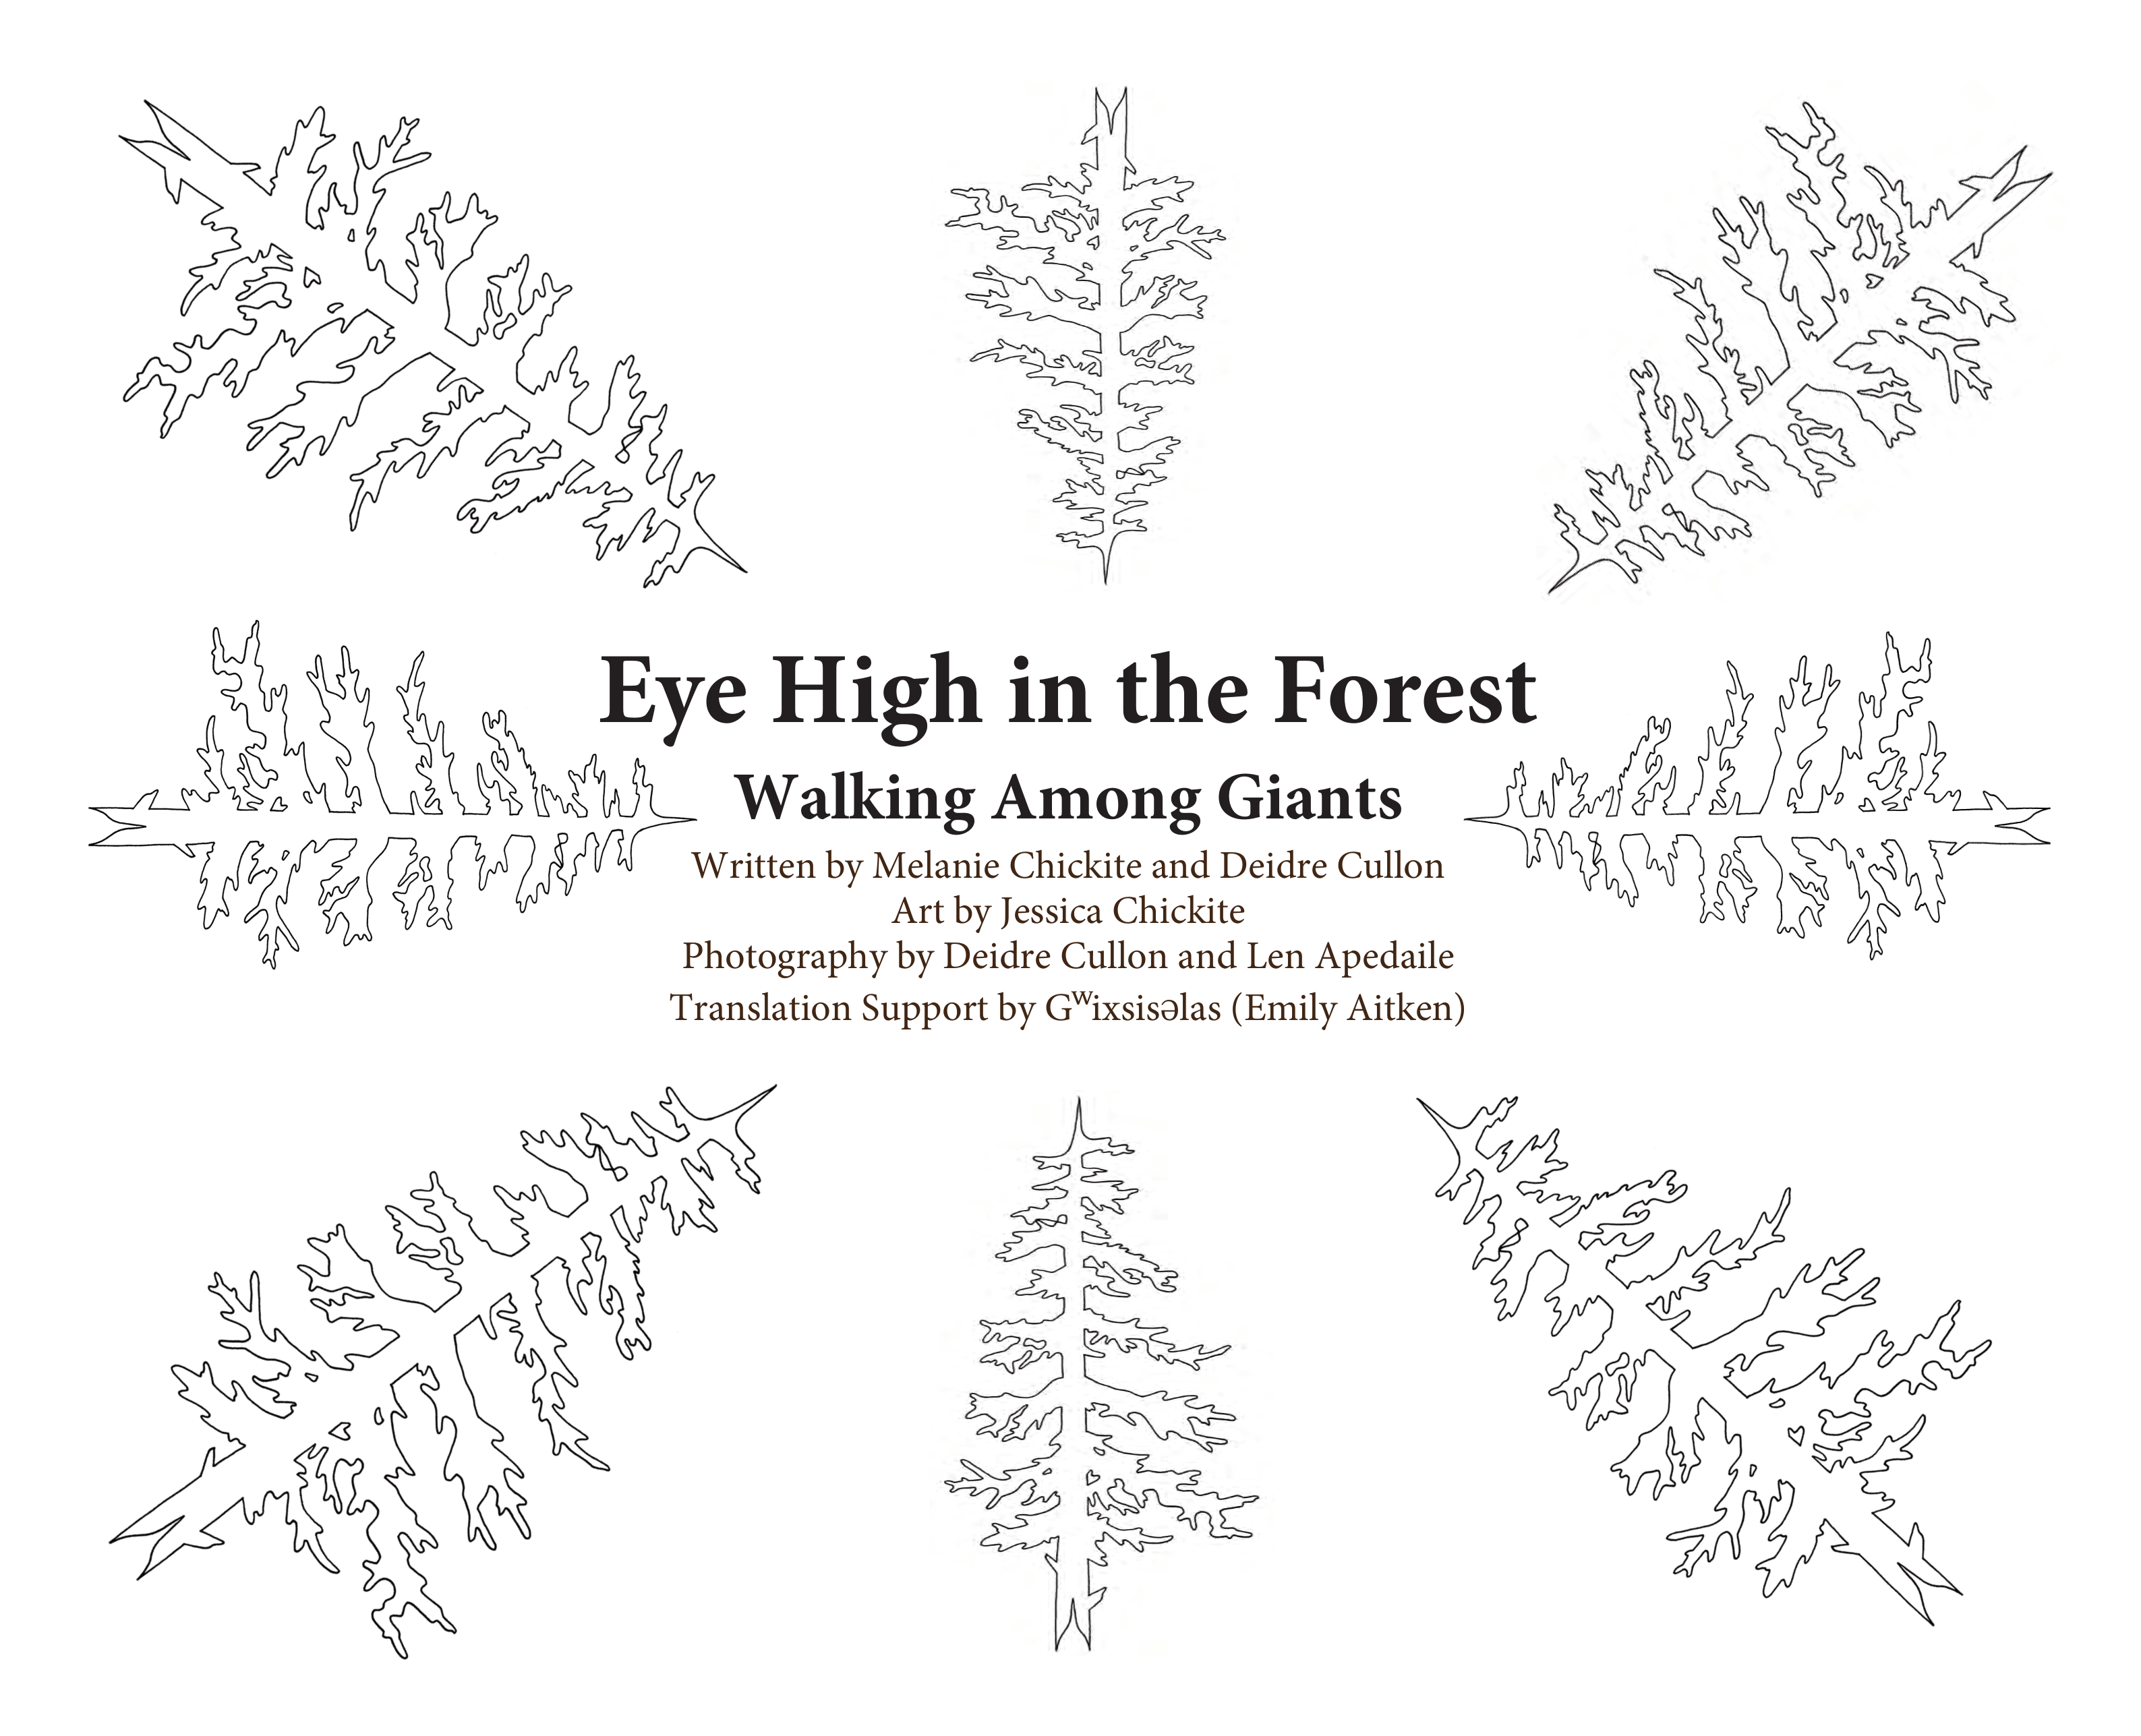 Eye High in the Forest
Walking Among Giants
Written by Melanie Chickite and Deidre Cullon
Art by Jessica Chickite
Photography by Deidre Cullon and Len Apedaile
Translation Support by Gʷixsisəlas (Emily Aitken)